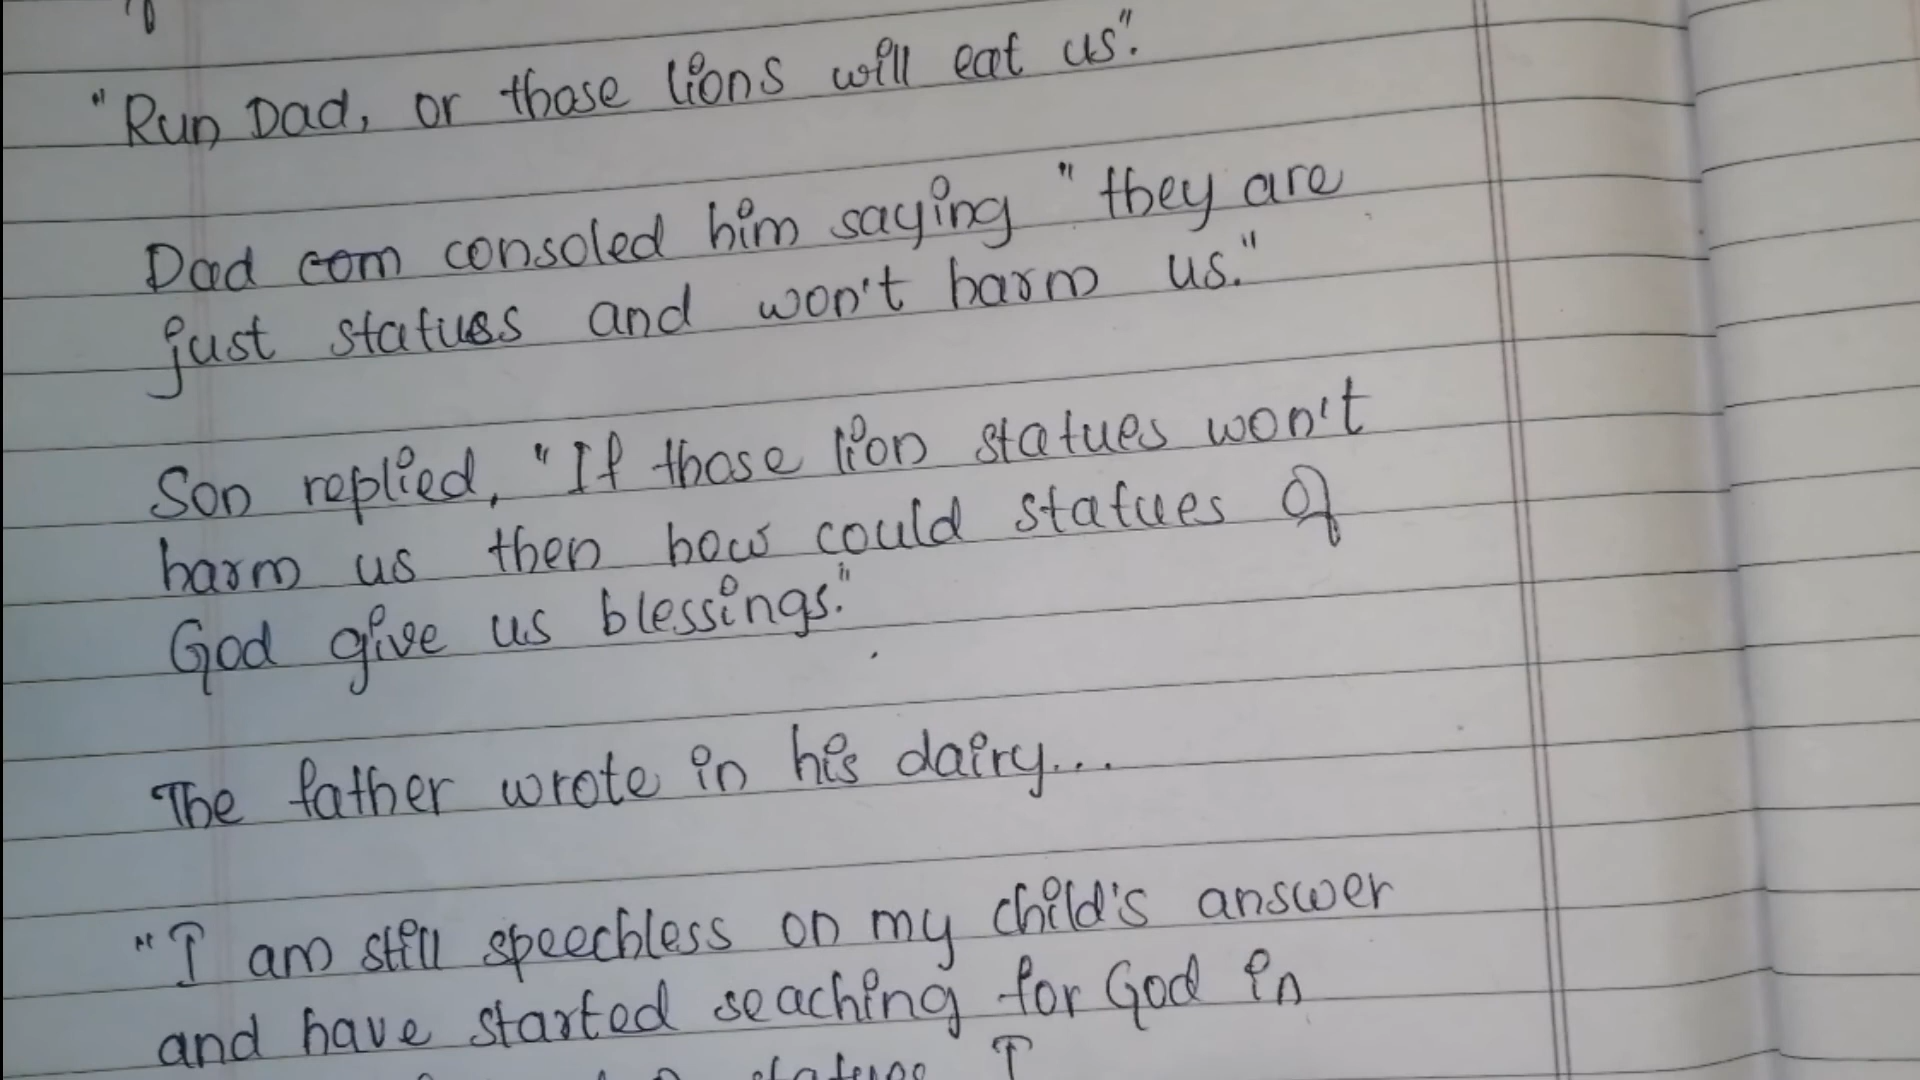 "Run Dad, or those lions will eat us".
Dad com consoled him saying "they are
just statues and won't harm us."
Son replied, "If those lion statues won't
harm us then how could statues of
God give us blessings."
The father wrote in his dairy...
"I am still speechless on my child's answer
and have started seaching for God in
statues I